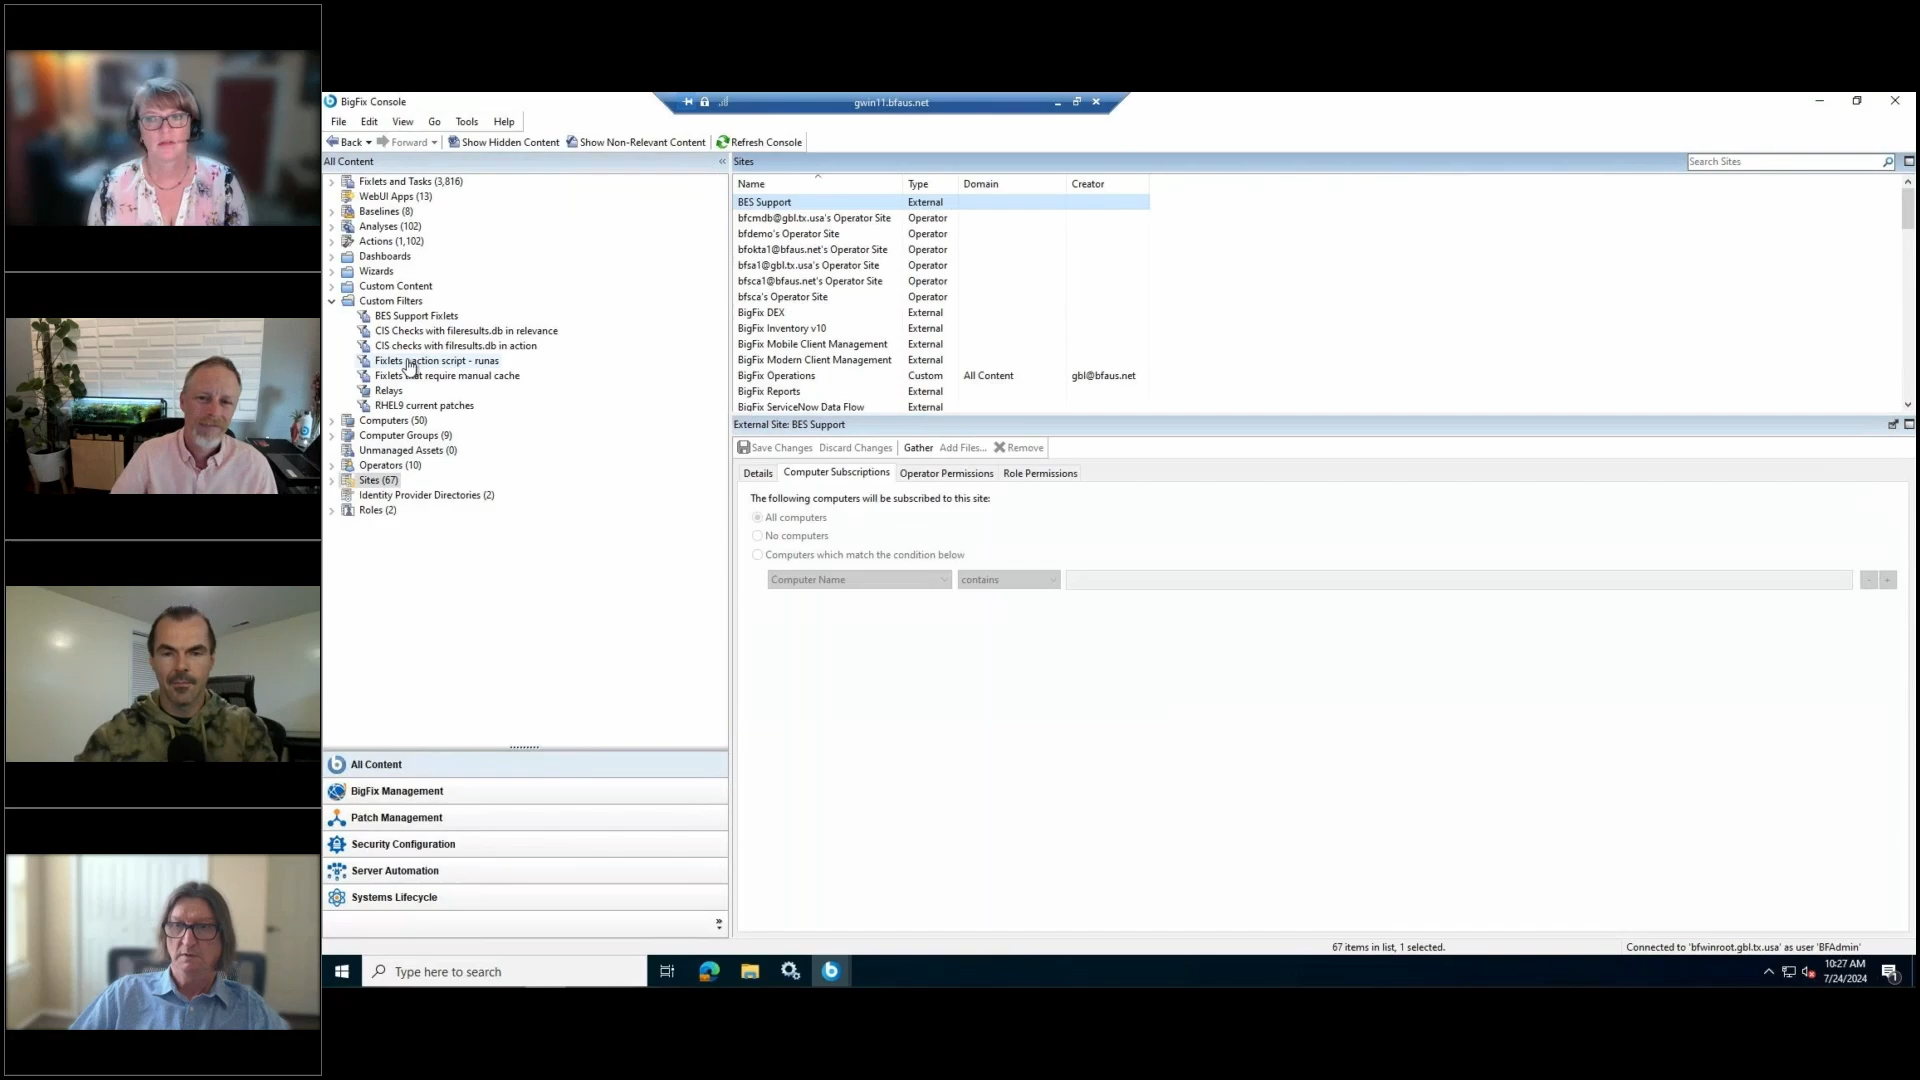 BigFix Console
gwin11.bfaus.net
File Edit View Go Tools Help
Back Forward Show Hidden Content Show Non-Relevant Content Refresh Console
All Content
Fixlets and Tasks (3,816)
WebUI Apps (13)
Baselines (8)
Analyses (102)
Actions (1,102)
Dashboards
Wizards
Custom Content
Custom Filters
BES Support Fixlets
CIS Checks with fileresults.db in relevance
CIS checks with filresults.db in action
Fixlets action script - runas
Fixlets require manual cache
Relays
RHEL9 current patches
Computers (50)
Computer Groups (9)
Unmanaged Assets (0)
Operators (10)
Sites (67)
Identity Provider Directories (2)
Roles (2)
All Content
BigFix Management
Patch Management
Security Configuration
Server Automation
Systems Lifecycle
Sites
Search Sites
Name Type Domain Creator
BES Support External
bfcmdb@gbl.tx.usa's Operator Site Operator
bfdemo's Operator Site Operator
bfokta1@bfaus.net's Operator Site Operator
bfsa1@gbl.tx.usa's Operator Site Operator
bfsca1@bfaus.net's Operator Site Operator
bfsca's Operator Site Operator
BigFix DEX External
BigFix Inventory v10 External
BigFix Mobile Client Management External
BigFix Modern Client Management External
BigFix Operations Custom All Content gbl@bfaus.net
BigFix Reports External
BigFix ServiceNow Data Flow External
External Site: BES Support
Save Changes Discard Changes Gather Add Files... Remove
Details Computer Subscriptions Operator Permissions Role Permissions
The following computers will be subscribed to this site:
All computers
No computers
Computers which match the condition below
Computer Name contains
67 items in list, 1 selected. Connected to 'bfwinroot.gbl.tx.usa' as user 'BFAdmin'
Type here to search
10:27 AM
7/24/2024
1